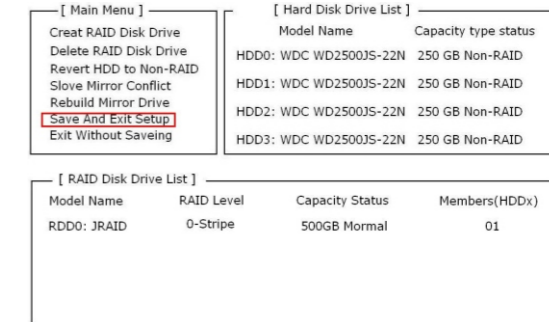 [ Main Menu ]
Creat RAID Disk Drive
Delete RAID Disk Drive
Revert HDD to Non-RAID
Slove Mirror Conflict
Rebuild Mirror Drive
Save And Exit Setup
Exit Without Saveing
[ Hard Disk Drive List ]
Model Name Capacity type status
HDD0: WDC WD2500JS-22N 250 GB Non-RAID
HDD1: WDC WD2500JS-22N 250 GB Non-RAID
HDD2: WDC WD2500JS-22N 250 GB Non-RAID
HDD3: WDC WD2500JS-22N 250 GB Non-RAID
[ RAID Disk Drive List ]
Model Name RAID Level Capacity Status Members(HDDx)
RDD0: JRAID 0-Stripe 500GB Mormal 01